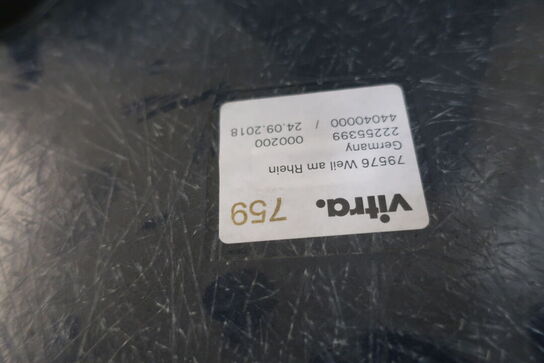 vitra. 759
79576 Weil am Rhein
Germany
22255399 000200
44040000 / 24.09.2018